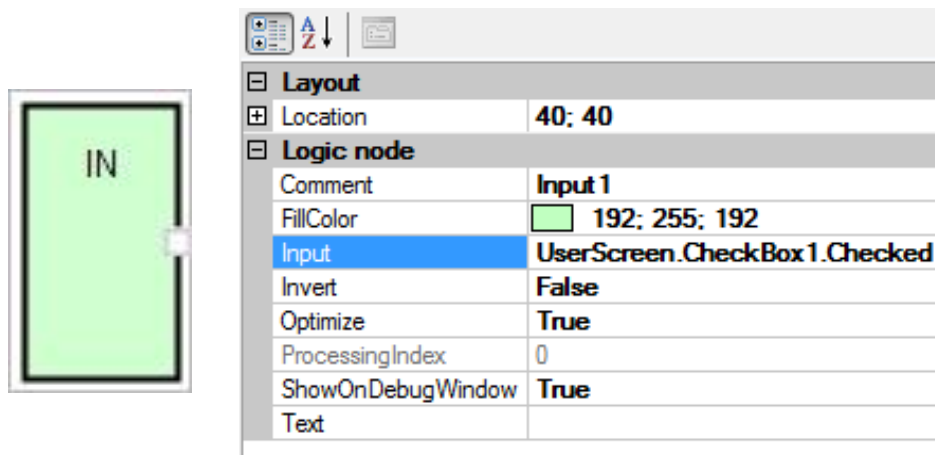 IN
A
Z
Layout
Location 40; 40
Logic node
Comment Input 1
FillColor 192; 255; 192
Input UserScreen.CheckBox1.Checked
Invert False
Optimize True
ProcessingIndex 0
ShowOnDebugWindow True
Text